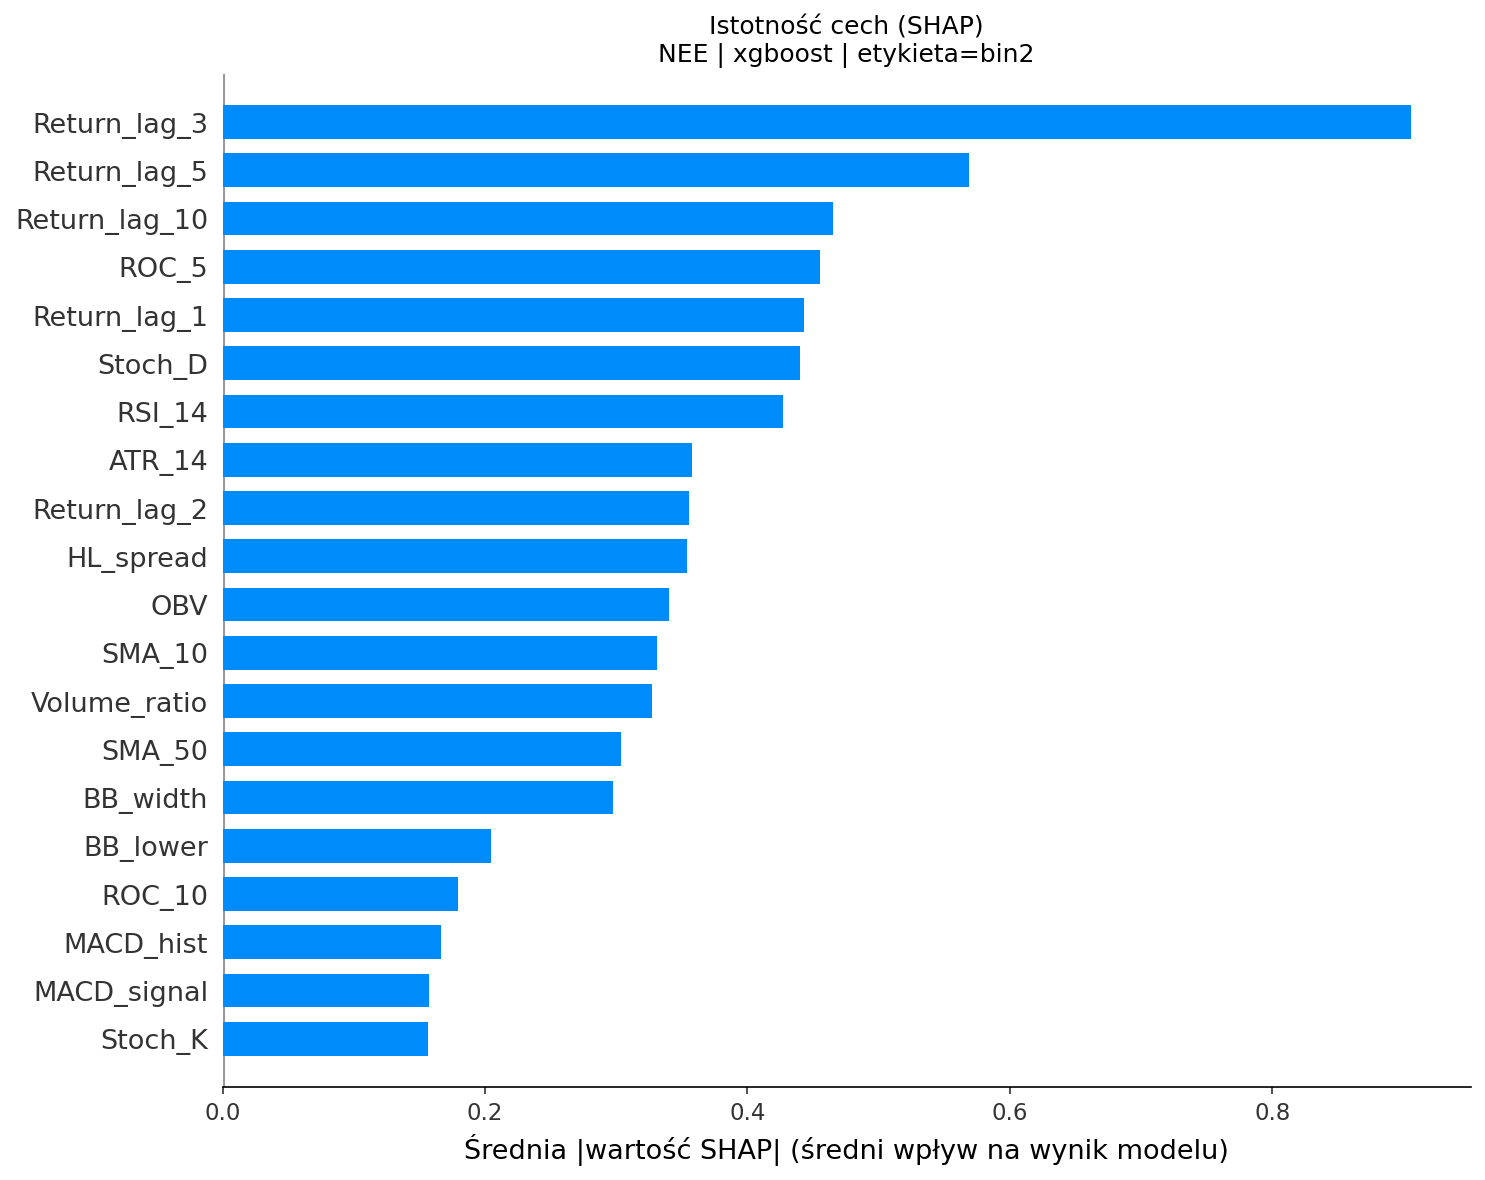 Istotność cech (SHAP)
NEE | xgboost | etykieta=bin2
Return_lag_3
Return_lag_5
Return_lag_10
ROC_5
Return_lag_1
Stoch_D
RSI_14
ATR_14
Return_lag_2
HL_spread
OBV
SMA_10
Volume_ratio
SMA_50
BB_width
BB_lower
ROC_10
MACD_hist
MACD_signal
Stoch_K
0.0 0.2 0.4 0.6 0.8
Średnia |wartość SHAP| (średni wpływ na wynik modelu)